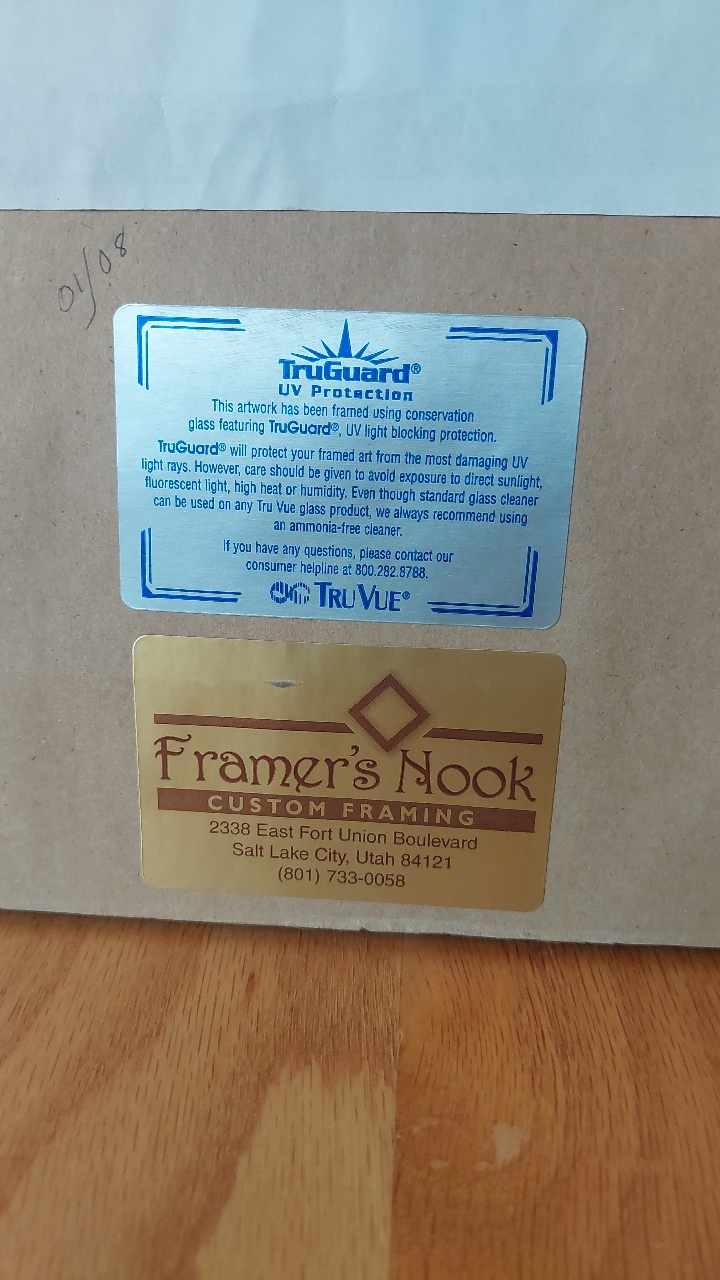 01/08
TruGuard®
UV Protection
This artwork has been framed using conservation
glass featuring TruGuard®, UV light blocking protection.
TruGuard® will protect your framed art from the most damaging UV
light rays. However, care should be given to avoid exposure to direct sunlight,
fluorescent light, high heat or humidity. Even though standard glass cleaner
can be used on any Tru Vue glass product, we always recommend using
an ammonia-free cleaner.
If you have any questions, please contact our
consumer helpline at 800.282.8788.
TRU VUE®
Framer's Nook
CUSTOM FRAMING
2338 East Fort Union Boulevard
Salt Lake City, Utah 84121
(801) 733-0058